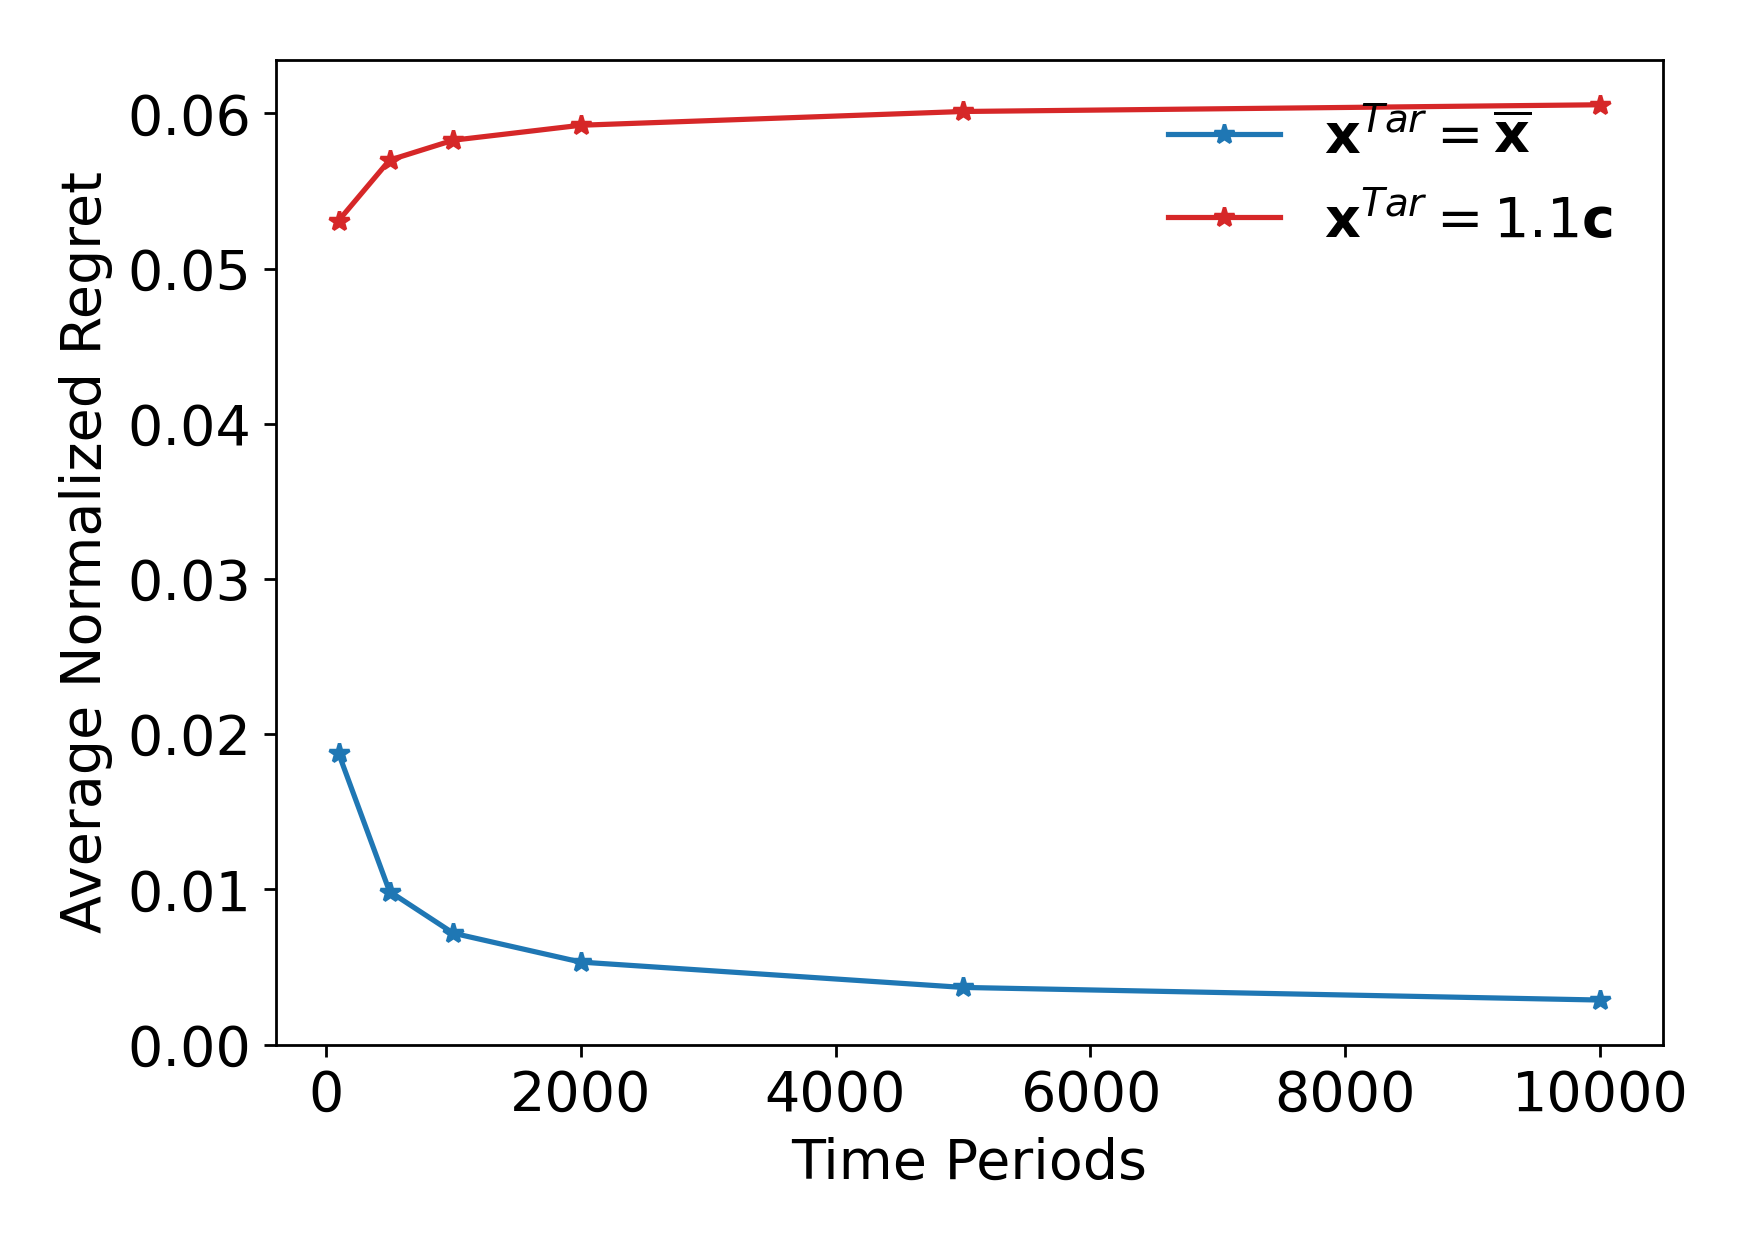 Average Normalized Regret
0.06
0.05
0.04
0.03
0.02
0.01
0.00
0 2000 4000 6000 8000 10000
Time Periods
𝐱^{Tar} = \overline{𝐱}
𝐱^{Tar} = 1.1𝐜